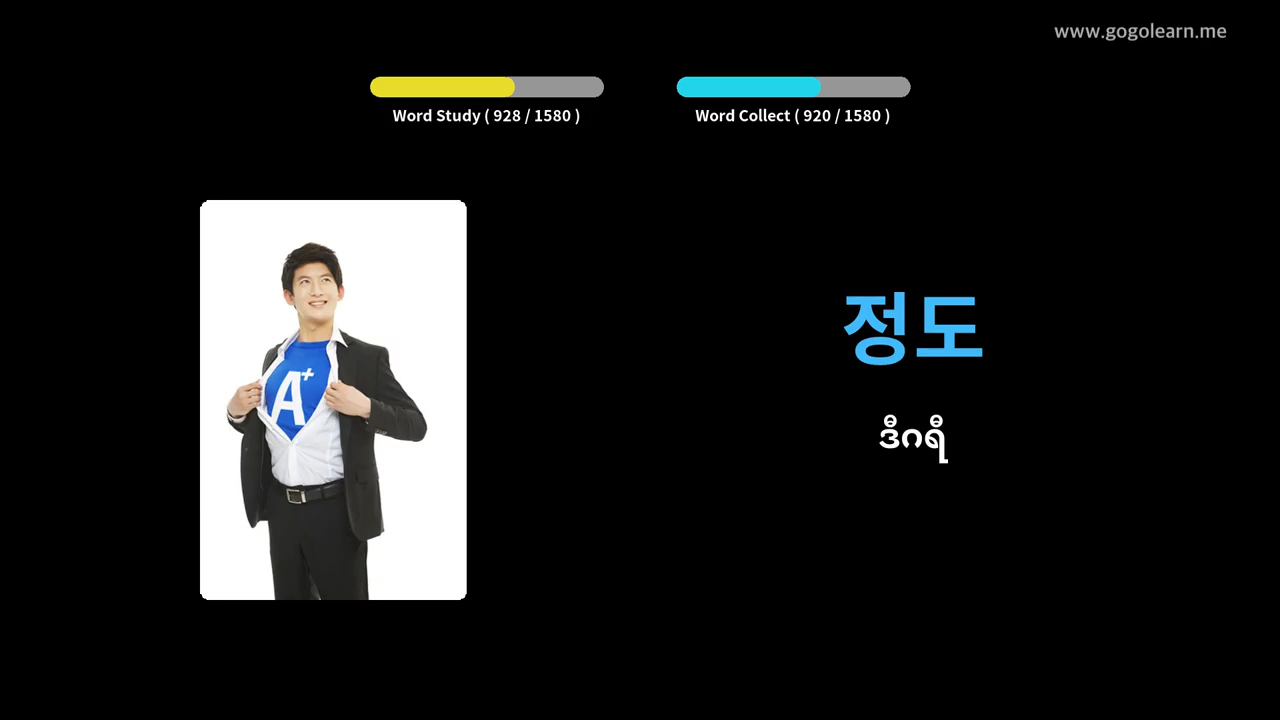 www.gogolearn.me
Word Study ( 928 / 1580 )
Word Collect ( 920 / 1580 )
A+
정도
ဒီဂရီ